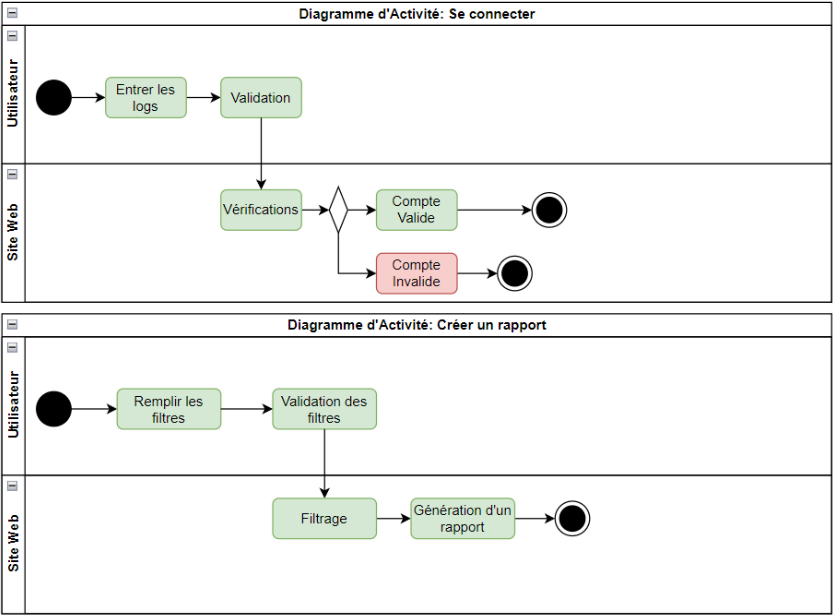 Diagramme d'Activité: Se connecter
Utilisateur
Entrer les
logs
Validation
Site Web
Vérifications
Compte
Valide
Compte
Invalide
Diagramme d'Activité: Créer un rapport
Utilisateur
Remplir les
filtres
Validation des
filtres
Site Web
Filtrage
Génération d'un
rapport